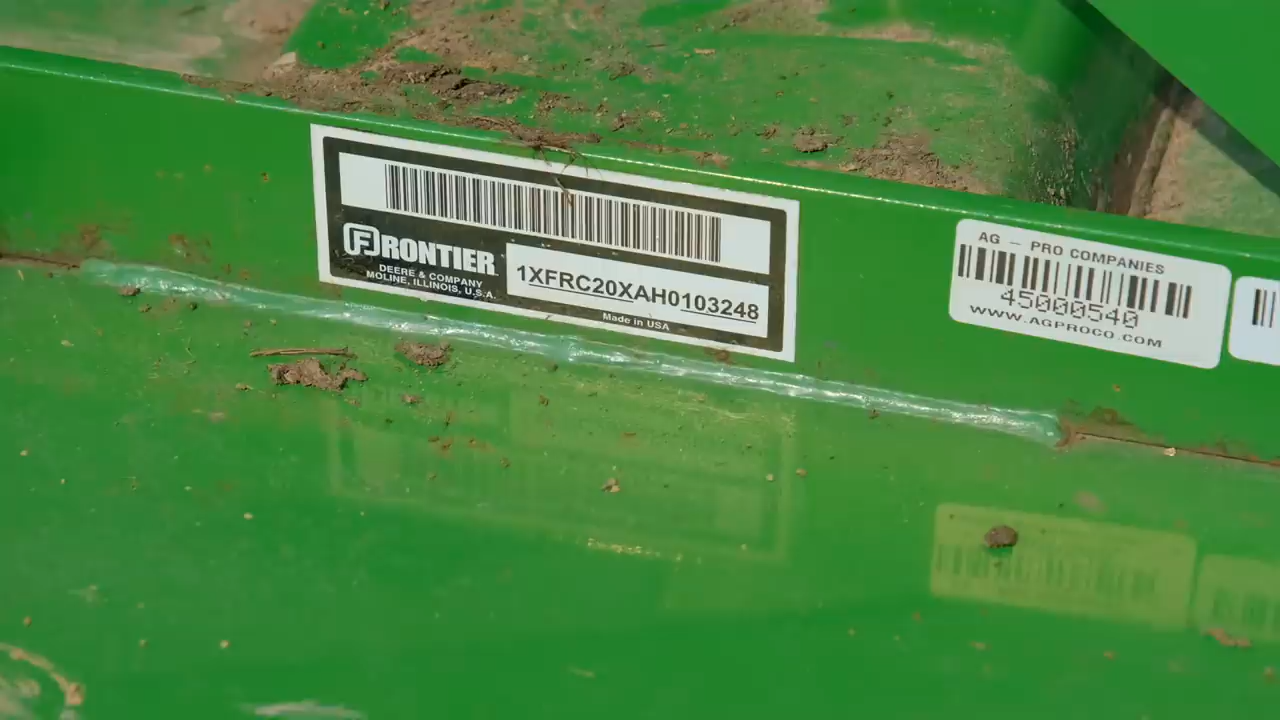 FRONTIER
DEERE & COMPANY
MOLINE, ILLINOIS, U.S.A.
1XFRC20XAH0103248
Made in USA
AG - PRO COMPANIES
45000540
WWW.AGPROCO.COM